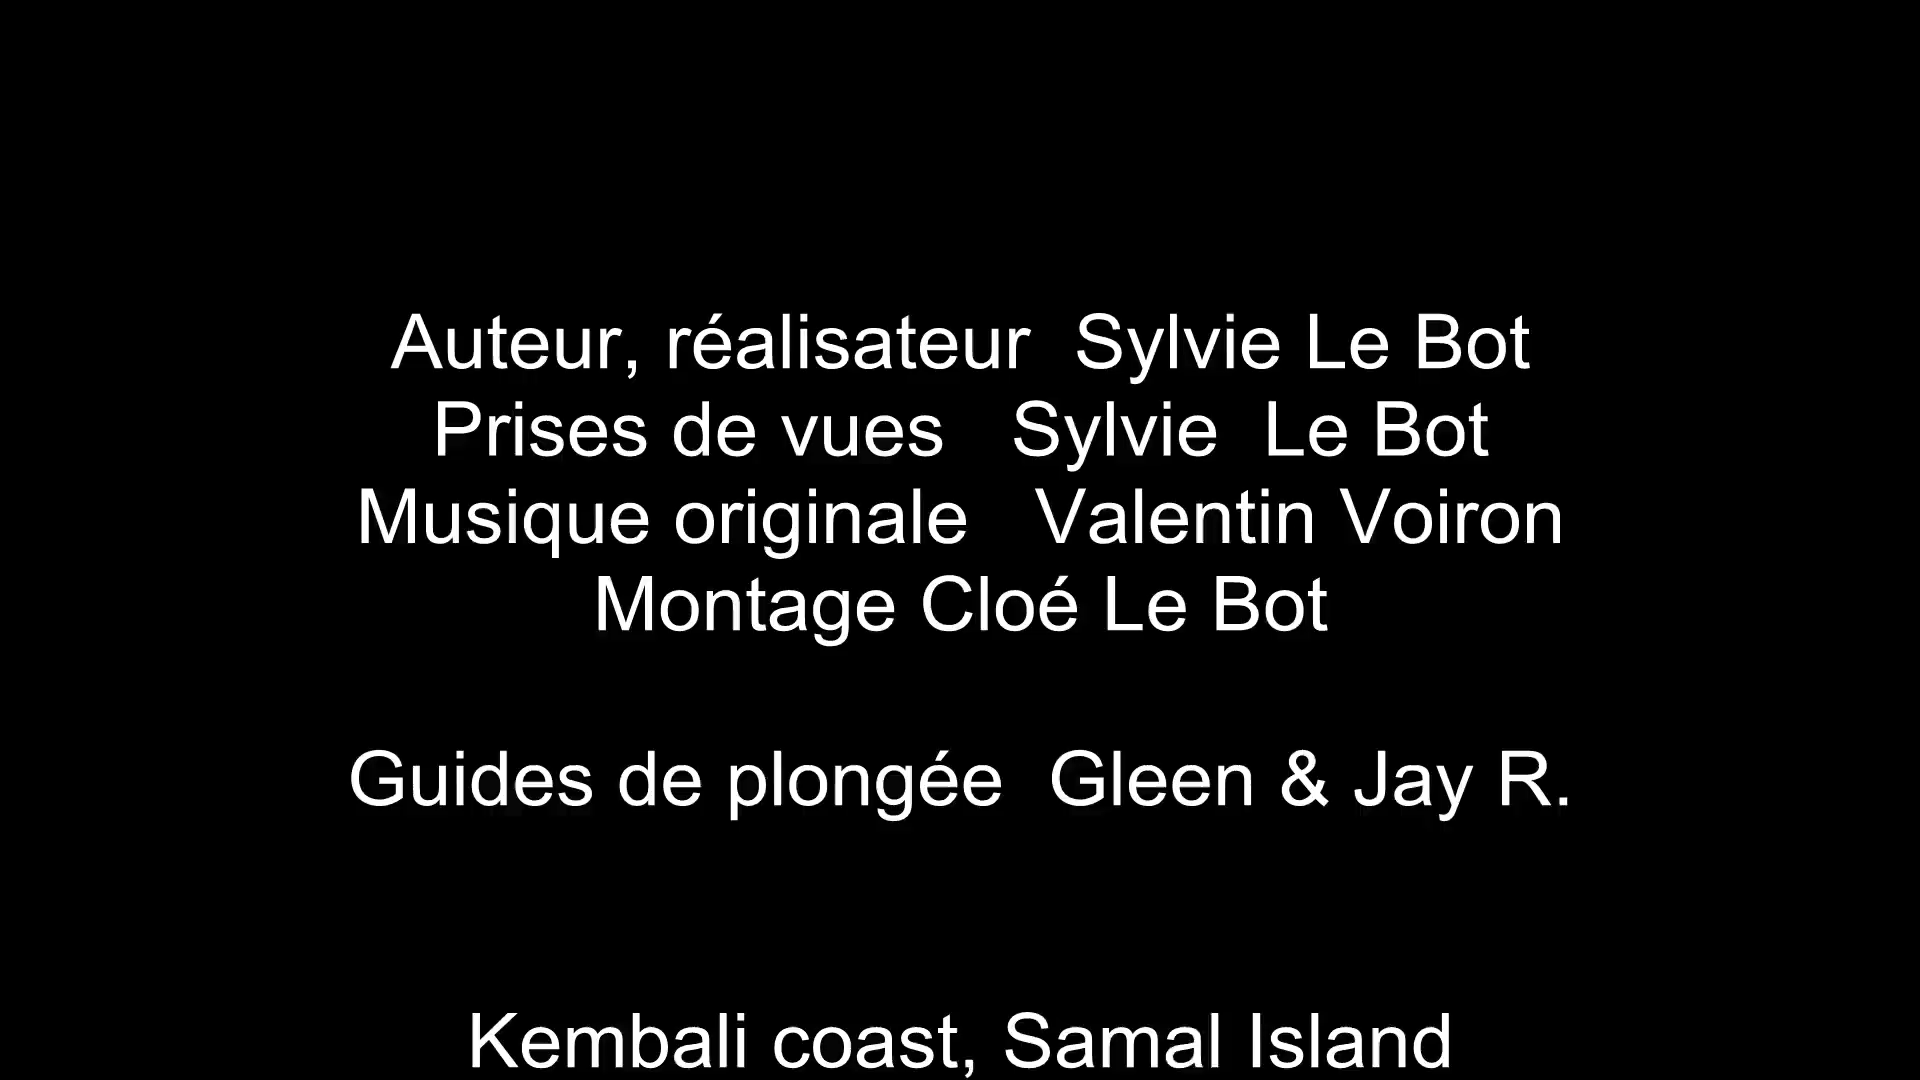 Auteur, réalisateur  Sylvie Le Bot
Prises de vues   Sylvie  Le Bot
Musique originale   Valentin Voiron
Montage Cloé Le Bot
Guides de plongée  Gleen & Jay R.
Kembali coast, Samal Island